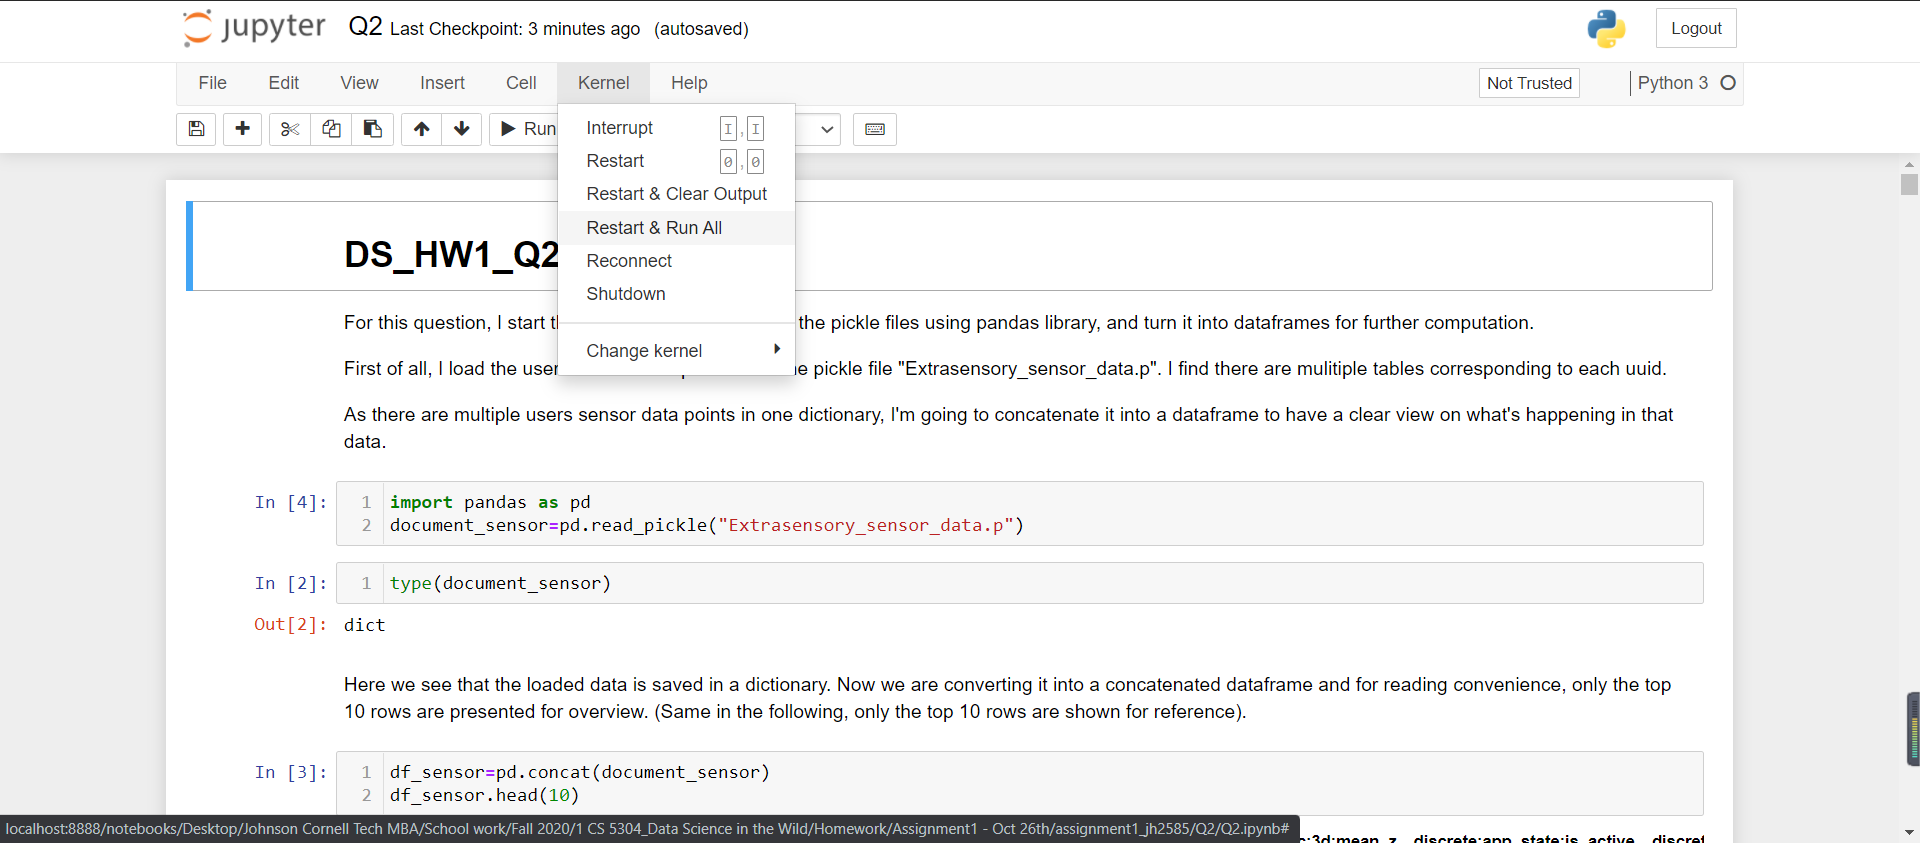 jupyter Q2 Last Checkpoint: 3 minutes ago (autosaved)
Logout
File Edit View Insert Cell Kernel Help
Not Trusted
Python 3
Run
Interrupt I,I
Restart 0,0
Restart & Clear Output
Restart & Run All
Reconnect
Shutdown
Change kernel
DS_HW1_Q2
For this question, I start the pickle files using pandas library, and turn it into dataframes for further computation.
First of all, I load the user pickle file "Extrasensory_sensor_data.p". I find there are mulitiple tables corresponding to each uuid.
As there are multiple users sensor data points in one dictionary, I'm going to concatenate it into a dataframe to have a clear view on what's happening in that
data.
In [4]:
1 import pandas as pd
2 document_sensor=pd.read_pickle("Extrasensory_sensor_data.p")
In [2]:
1 type(document_sensor)
Out[2]: dict
Here we see that the loaded data is saved in a dictionary. Now we are converting it into a concatenated dataframe and for reading convenience, only the top
10 rows are presented for overview. (Same in the following, only the top 10 rows are shown for reference).
In [3]:
1 df_sensor=pd.concat(document_sensor)
2 df_sensor.head(10)
localhost:8888/notebooks/Desktop/Johnson Cornell Tech MBA/School work/Fall 2020/1 CS 5304_Data Science in the Wild/Homework/Assignment1 - Oct 26th/assignment1_jh2585/Q2/Q2.ipynb#
c:3d:mean_z discrete:app_state:is_active discret